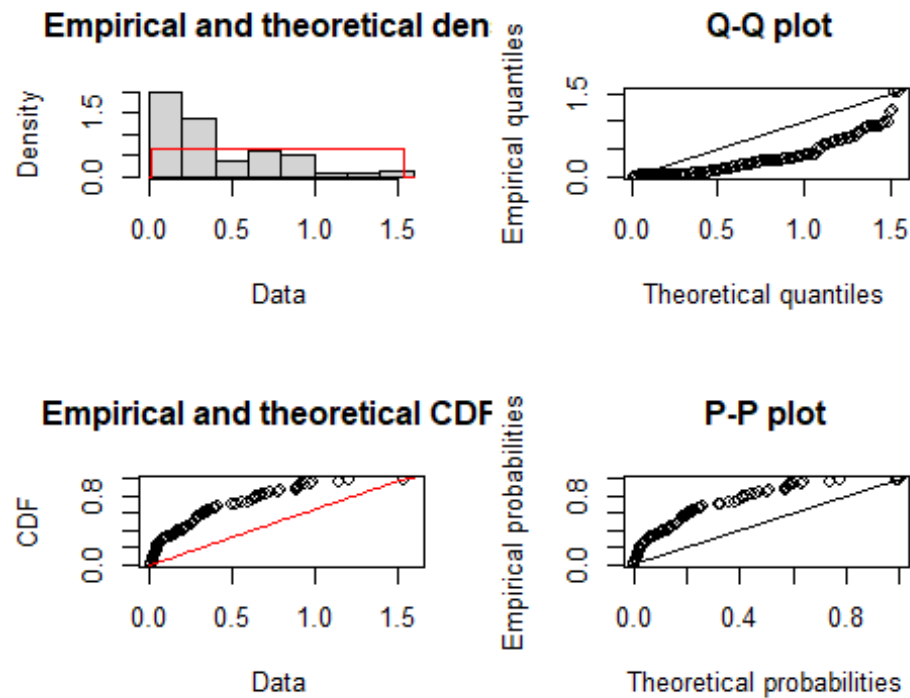 Empirical and theoretical den
Density
0.0
1.5
0.0 0.5 1.0 1.5
Data
Q-Q plot
Empirical quantiles
0.0
1.5
0.0 0.5 1.0 1.5
Theoretical quantiles
Empirical and theoretical CDF
CDF
0.0
0.8
0.0 0.5 1.0 1.5
Data
P-P plot
Empirical probabilities
0.0
0.8
0.0 0.4 0.8
Theoretical probabilities